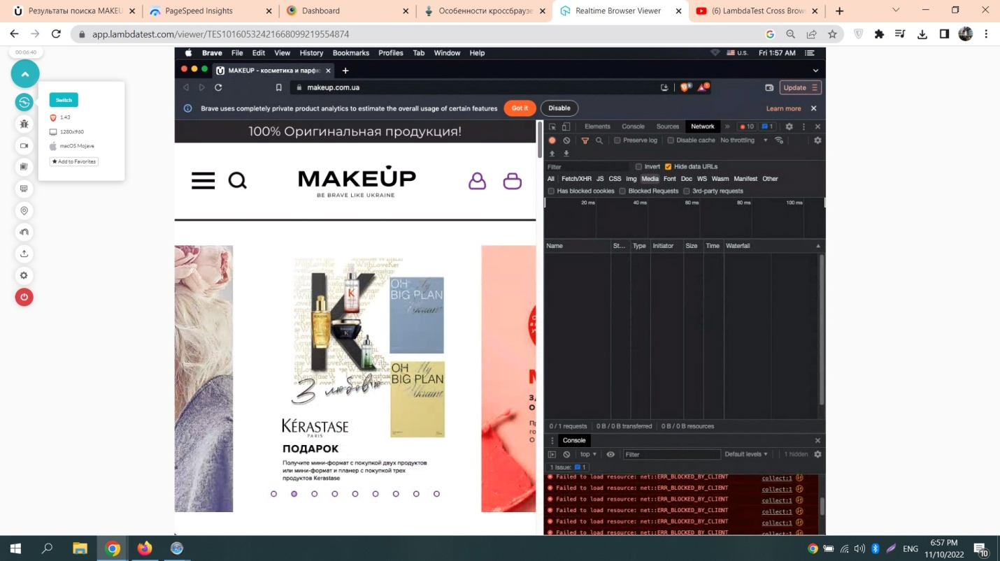 Результаты поиска MAKEU
PageSpeed Insights
Dashboard
Особенности кроссбраузе
Realtime Browser Viewer
(6) LambdaTest Cross Brow
app.lambdatest.com/viewer/TES10160532421668099219554874
00:06:40
Switch
1.43
1280x960
macOS Mojave
Add to Favorites
Brave File Edit View History Bookmarks Profiles Tab Window Help
U.S. Fri 1:57 AM
MAKEUP - косметика и парфю
makeup.com.ua
Update
Brave uses completely private product analytics to estimate the overall usage of certain features
Got it
Disable
Learn more
100% Оригинальная продукция!
MAKEUP
BE BRAVE LIKE UKRAINE
OH
BIG PLAN
My
Ukraine
OH
BIG PLAN
My
Ukraine
З любов'ю
KÉRASTASE
PARIS
ПОДАРОК
Получите мини-формат с покупкой двух продуктов
или мини-формат и планер с покупкой трех
продуктов Kerastase
Elements Console Sources Network » 10 1
Preserve log Disable cache No throttling
Filter Invert Hide data URLs
All Fetch/XHR JS CSS Img Media Font Doc WS Wasm Manifest Other
Has blocked cookies Blocked Requests 3rd-party requests
20 ms 40 ms 60 ms 80 ms 100 ms
Name St... Type Initiator Size Time Waterfall
0 / 1 requests 0 B / 0 B transferred 0 B / 0 B resources
Console
top Filter Default levels 1 hidden
1 Issue: 1
Failed to load resource: net::ERR_BLOCKED_BY_CLIENT collect:1
Failed to load resource: net::ERR_BLOCKED_BY_CLIENT collect:1
Failed to load resource: net::ERR_BLOCKED_BY_CLIENT collect:1
Failed to load resource: net::ERR_BLOCKED_BY_CLIENT collect:1
Failed to load resource: net::ERR_BLOCKED_BY_CLIENT collect:1
Failed to load resource: net::ERR_BLOCKED_BY_CLIENT collect:1
ENG
6:57 PM
11/10/2022
10